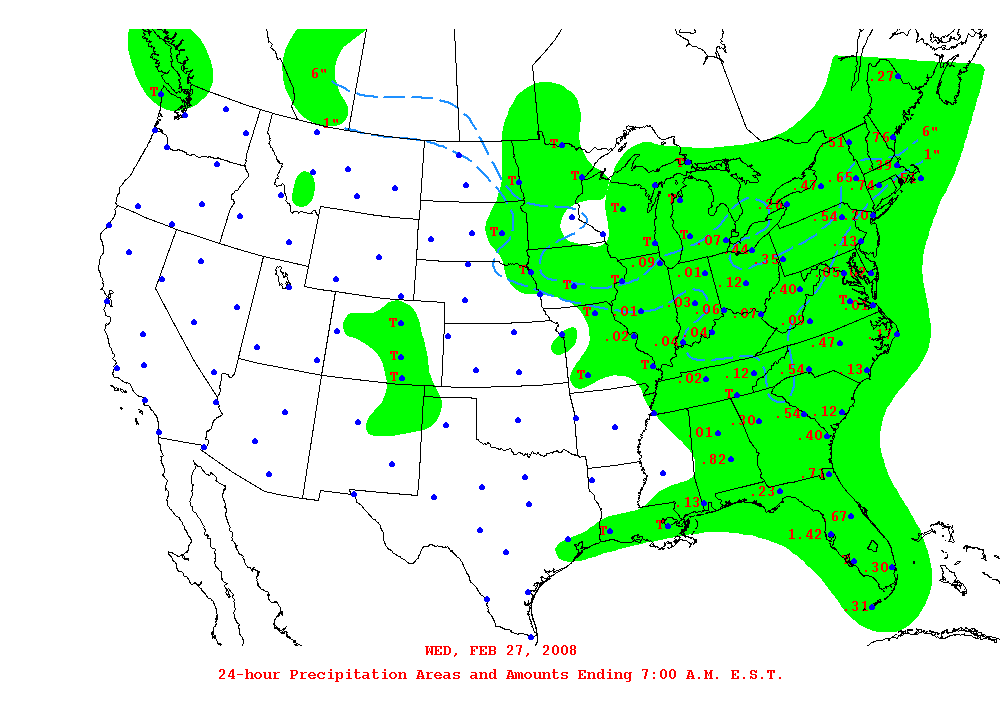 .27
6"
T
1"
.51
.76
6"
T
.39
1"
T
T
T
.47
.65
.74
T
T
.26
.54
.20
T
T
T
.07
.44
.13
.09
.35
T
.01
.05
T
T
.12
.40
T
.03
.01
T
.01
.06
.07
.09
T
.02
.04
.04
.47
T
T
.54
.13
T
T
.02
.12
T
.30
.54
.12
.01
.40
.82
.23
.13
.67
T
T
1.42
.30
.31
WED, FEB 27, 2008
24-hour Precipitation Areas and Amounts Ending 7:00 A.M. E.S.T.